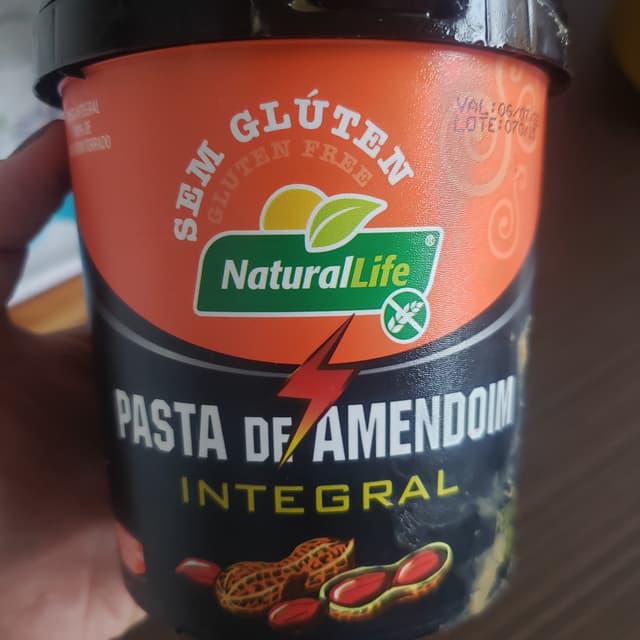 SEM GLÚTEN
GLUTEN FREE
NaturalLife
®
PASTA DE AMENDOIM
INTEGRAL